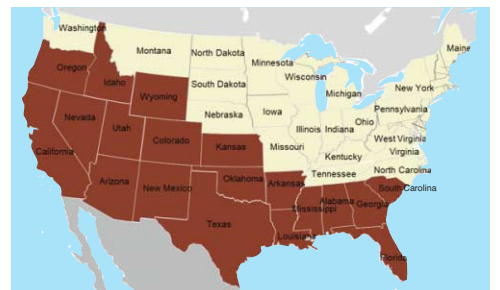 Washington
Montana
North Dakota
Minnesota
Maine
Oregon
Idaho
Wisconsin
South Dakota
Michigan
New York
Wyoming
Nebraska
Iowa
Pennsylvania
Nevada
Utah
Colorado
Illinois
Indiana
Ohio
West Virginia
Kansas
Missouri
Kentucky
Virginia
California
Oklahoma
Arkansas
Tennessee
North Carolina
Arizona
New Mexico
South Carolina
Mississippi
Alabama
Georgia
Texas
Louisiana
Florida